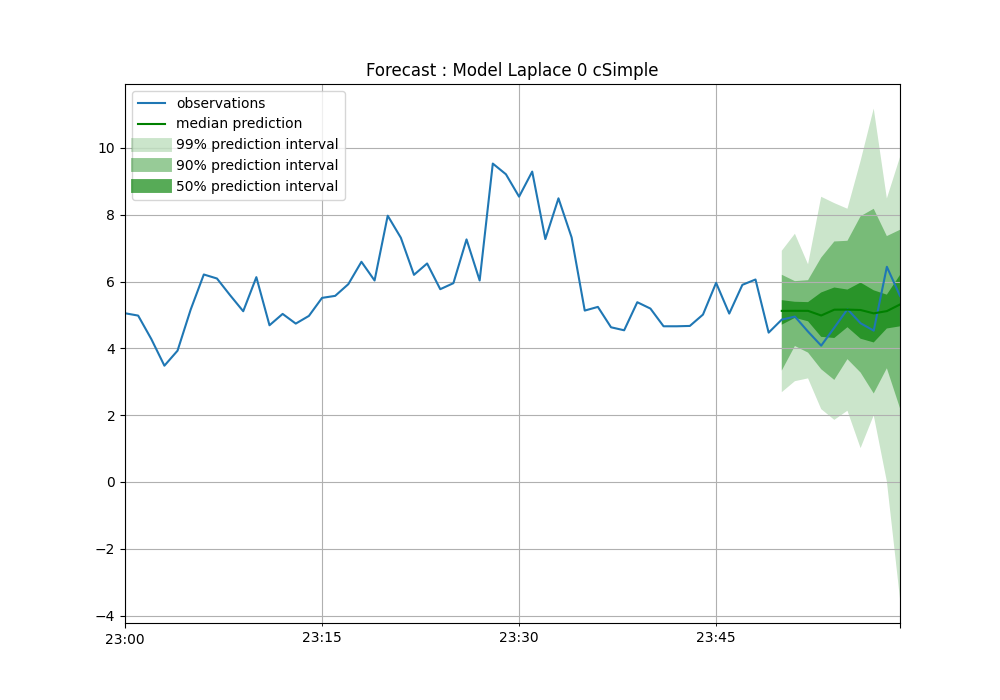 Forecast : Model Laplace 0 cSimple
observations
median prediction
99% prediction interval
90% prediction interval
50% prediction interval
10
8
6
4
2
0
−2
−4
23:00 23:15 23:30 23:45